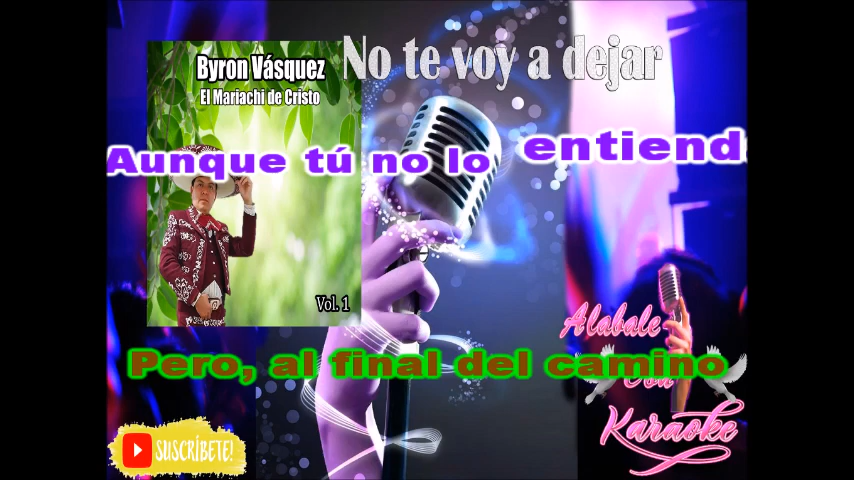 No te voy a dejar
Byron Vásquez
El Mariachi de Cristo
Aunque tú no lo entiend
Vol. 1
Alabale
Con
Pero, al final del camino
Karaoke
SUSCRÍBETE!